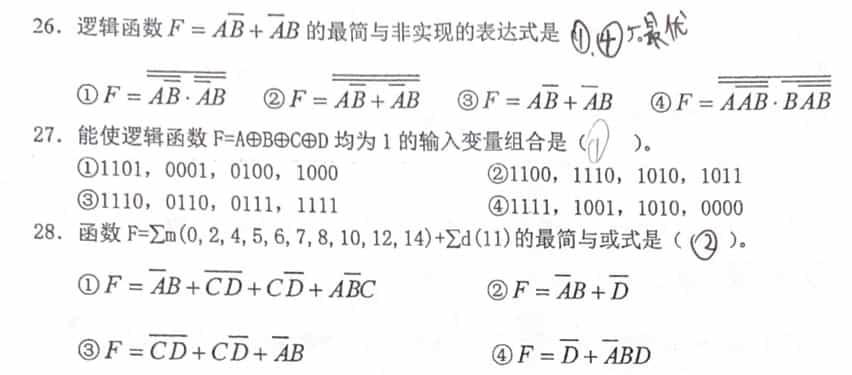 26. 逻辑函数 $F = A\overline{B} + \overline{A}B$ 的最简与非实现的表达式是 ①.④ 最优
① $F = \overline{\overline{A\overline{B}} \cdot \overline{\overline{A}B}}$ ② $F = \overline{\overline{A\overline{B} + \overline{A}B}}$ ③ $F = A\overline{B} + \overline{A}B$ ④ $F = \overline{\overline{A\overline{AB}} \cdot \overline{B\overline{AB}}}$
27. 能使逻辑函数 F=A⊕B⊕C⊕D 均为 1 的输入变量组合是 ( ① )。
①1101, 0001, 0100, 1000 ②1100, 1110, 1010, 1011
③1110, 0110, 0111, 1111 ④1111, 1001, 1010, 0000
28. 函数 F=∑m(0,2,4,5,6,7,8,10,12,14)+∑d(11)的最简与或式是 ( ② )。
① $F = \overline{A}B + \overline{CD} + C\overline{D} + A\overline{B}C$ ② $F = \overline{A}B + \overline{D}$
③ $F = \overline{CD} + C\overline{D} + \overline{A}B$ ④ $F = \overline{D} + \overline{A}BD$